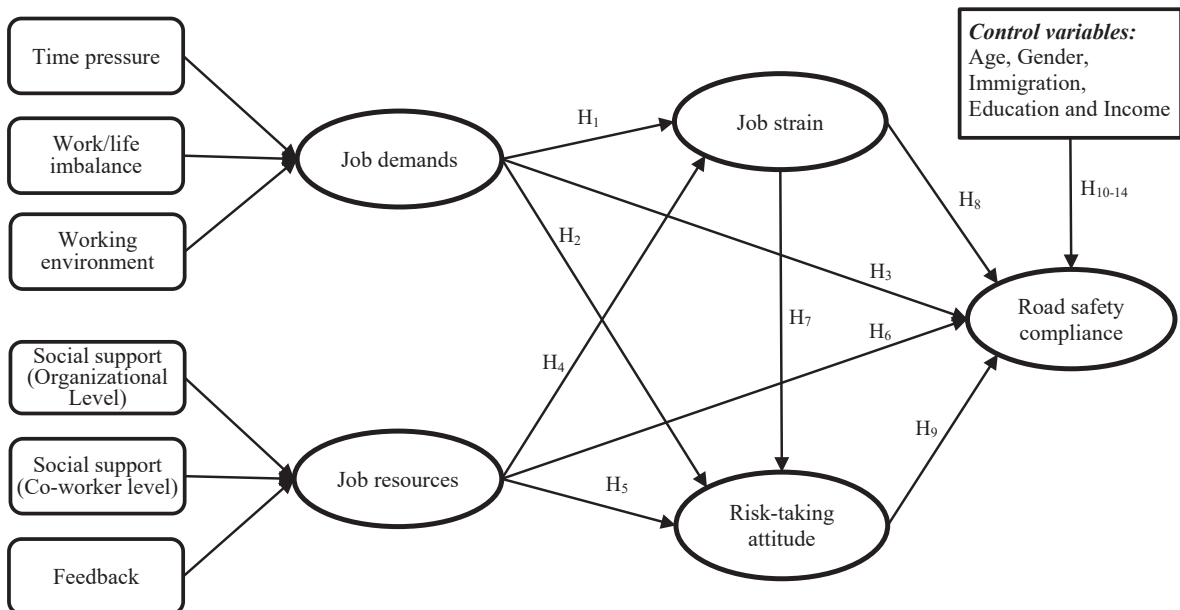 Time pressure
Work/life
imbalance
Working
environment
Social support
(Organizational
Level)
Social support
(Co-worker level)
Feedback
Job demands
Job resources
H1
H2
H3
H4
H5
H6
H7
H8
H9
H10-14
Job strain
Risk-taking
attitude
Control variables:
Age, Gender,
Immigration,
Education and Income
Road safety
compliance